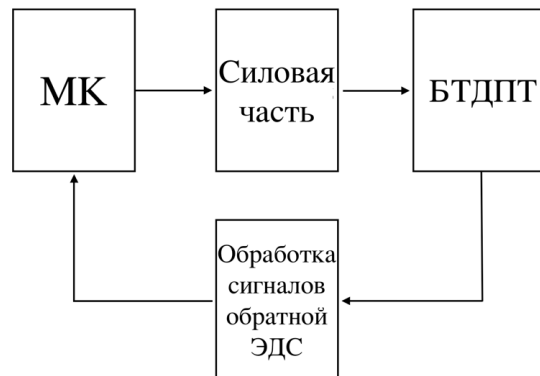 МК
Силовая
часть
БТДПТ
Обработка
сигналов
обратной
ЭДС